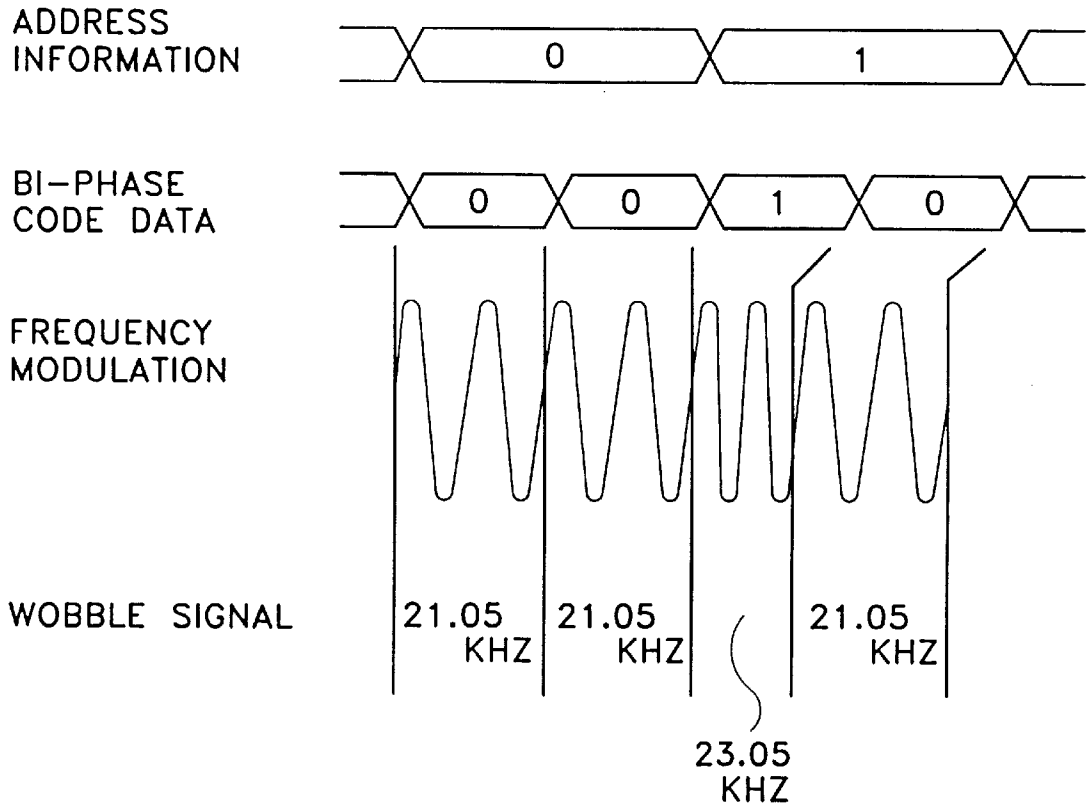 ADDRESS
INFORMATION
0 1
BI-PHASE
CODE DATA
0 0 1 0
FREQUENCY
MODULATION
WOBBLE SIGNAL
21.05
KHZ
21.05
KHZ
21.05
KHZ
23.05
KHZ